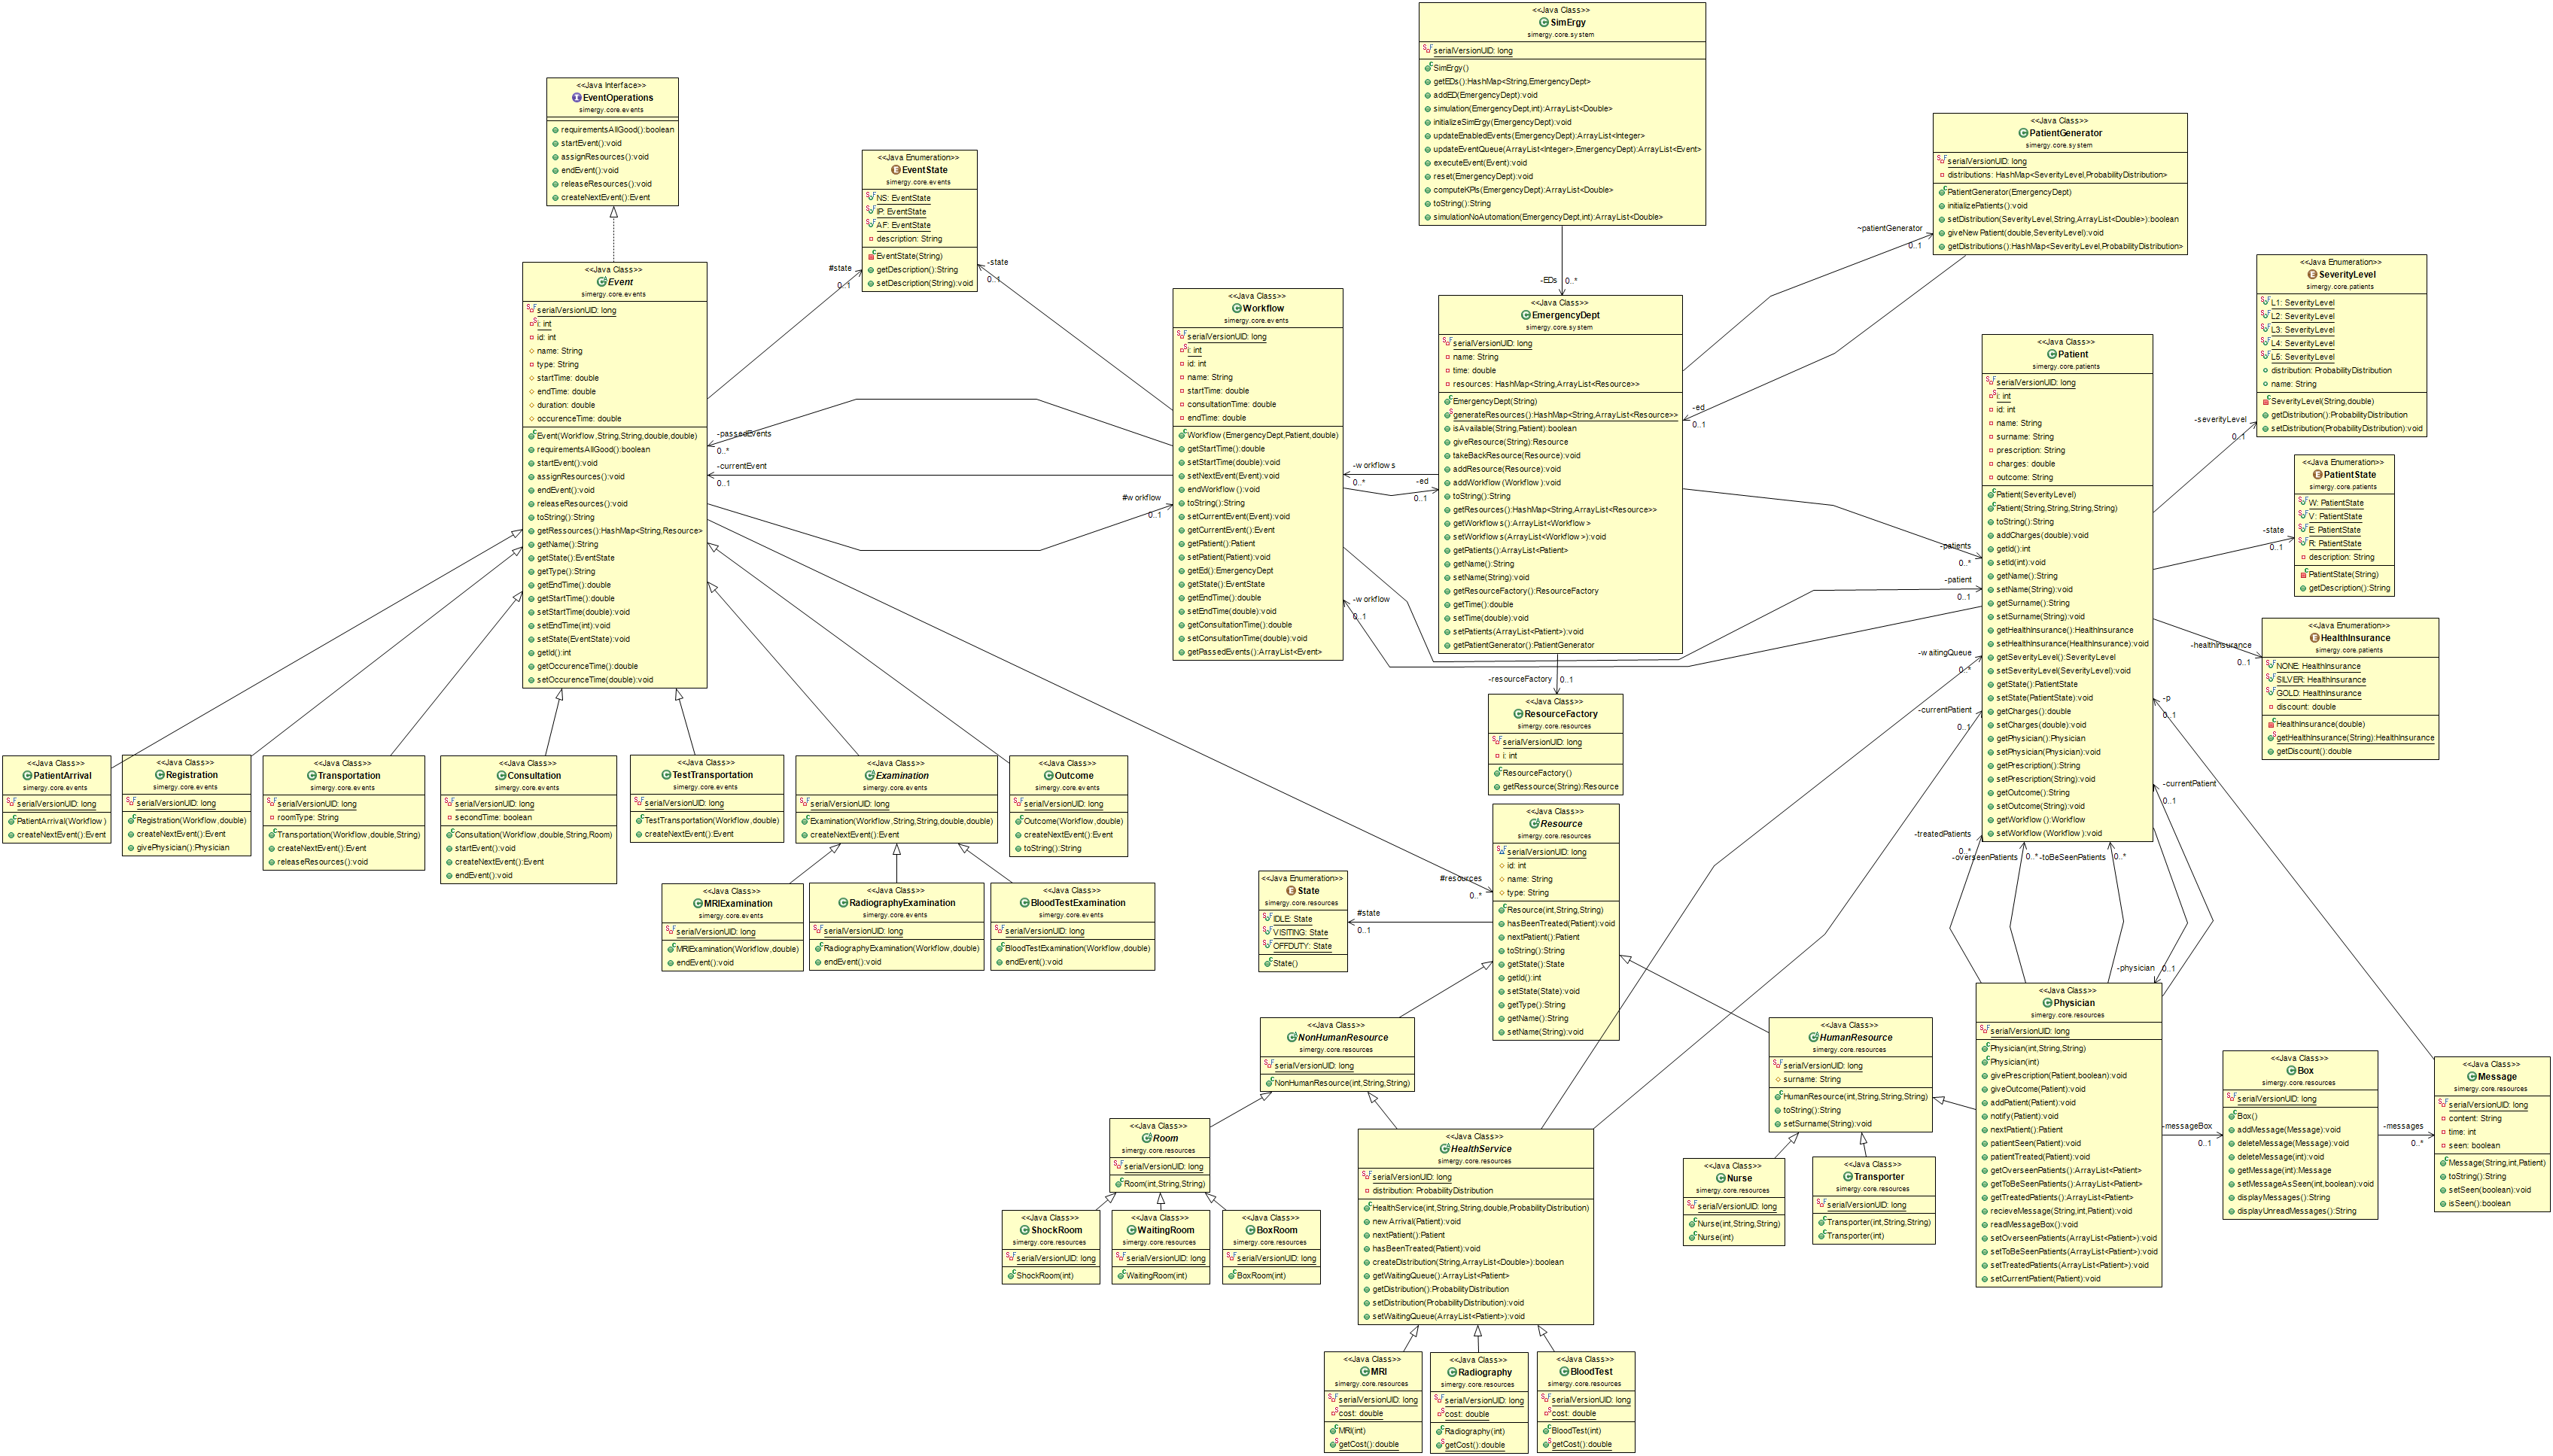 <<Java Class>>
SimErgy
simergy.core.system
serialVersionUID: long
SimErgy()
getEDs():HashMap<String,EmergencyDept>
addED(EmergencyDept):void
simulation(EmergencyDept,int):ArrayList<Double>
initializeSimErgy(EmergencyDept):void
updateEnabledEvents(EmergencyDept):ArrayList<Integer>
updateEventQueue(ArrayList<Integer>,EmergencyDept):ArrayList<Event>
executeEvent(Event):void
reset(EmergencyDept):void
computeKPIs(EmergencyDept):ArrayList<Double>
toString():String
simulationNoAutomation(EmergencyDept,int):ArrayList<Double>
<<Java Interface>>
EventOperations
simergy.core.events
requirementsAllGood():boolean
startEvent():void
assignResources():void
endEvent():void
releaseResources():void
createNextEvent():Event
<<Java Enumeration>>
EventState
simergy.core.events
NS: EventState
IP: EventState
AF: EventState
description: String
EventState(String)
getDescription():String
setDescription(String):void
<<Java Class>>
PatientGenerator
simergy.core.system
serialVersionUID: long
distributions: HashMap<SeverityLevel,ProbabilityDistribution>
PatientGenerator(EmergencyDept)
initializePatients():void
setDistribution(SeverityLevel,String,ArrayList<Double>):boolean
giveNewPatient(double,SeverityLevel):void
getDistributions():HashMap<SeverityLevel,ProbabilityDistribution>
~patientGenerator
0..1
#state
0..1
-state
0..1
-EDs
0..*
<<Java Class>>
Event
simergy.core.events
serialVersionUID: long
i: int
id: int
name: String
type: String
startTime: double
endTime: double
duration: double
occurenceTime: double
Event(Workflow,String,String,double,double)
requirementsAllGood():boolean
startEvent():void
assignResources():void
endEvent():void
releaseResources():void
toString():String
getRessources():HashMap<String,Resource>
getName():String
getState():EventState
getType():String
getEndTime():double
getStartTime():double
setStartTime(double):void
setEndTime(int):void
setState(EventState):void
getId():int
getOccurenceTime():double
setOccurenceTime(double):void
-passedEvents
0..*
-currentEvent
0..1
#workflow
0..1
<<Java Class>>
Workflow
simergy.core.events
serialVersionUID: long
i: int
id: int
name: String
startTime: double
consultationTime: double
endTime: double
Workflow(EmergencyDept,Patient,double)
getStartTime():double
setStartTime(double):void
setNextEvent(Event):void
endWorkflow():void
toString():String
setCurrentEvent(Event):void
getCurrentEvent():Event
getPatient():Patient
setPatient(Patient):void
getEd():EmergencyDept
getState():EventState
getEndTime():double
setEndTime(double):void
getConsultationTime():double
setConsultationTime(double):void
getPassedEvents():ArrayList<Event>
-workflows
0..*
-ed
0..1
-workflow
0..1
<<Java Class>>
EmergencyDept
simergy.core.system
serialVersionUID: long
name: String
time: double
resources: HashMap<String,ArrayList<Resource>>
EmergencyDept(String)
generateResources():HashMap<String,ArrayList<Resource>>
isAvailable(String,Patient):boolean
giveResource(String):Resource
takeBackResource(Resource):void
addResource(Resource):void
addWorkflow(Workflow):void
toString():String
getResources():HashMap<String,ArrayList<Resource>>
getWorkflows():ArrayList<Workflow>
setWorkflows(ArrayList<Workflow>):void
getPatients():ArrayList<Patient>
getName():String
setName(String):void
getResourceFactory():ResourceFactory
getTime():double
setTime(double):void
setPatients(ArrayList<Patient>):void
getPatientGenerator():PatientGenerator
-ed
0..1
-patients
0..*
-patient
0..1
-waitingQueue
0..*
-currentPatient
0..1
-resourceFactory
0..1
<<Java Class>>
Patient
simergy.core.patients
serialVersionUID: long
i: int
id: int
name: String
surname: String
prescription: String
charges: double
outcome: String
Patient(SeverityLevel)
Patient(String,String,String,String)
toString():String
addCharges(double):void
getId():int
setId(int):void
getName():String
setName(String):void
getSurname():String
setSurname(String):void
getHealthInsurance():HealthInsurance
setHealthInsurance(HealthInsurance):void
getSeverityLevel():SeverityLevel
setSeverityLevel(SeverityLevel):void
getState():PatientState
setState(PatientState):void
getCharges():double
setCharges(double):void
getPhysician():Physician
setPhysician(Physician):void
getPrescription():String
setPrescription(String):void
getOutcome():String
setOutcome(String):void
getWorkflow():Workflow
setWorkflow(Workflow):void
<<Java Enumeration>>
SeverityLevel
simergy.core.patients
L1: SeverityLevel
L2: SeverityLevel
L3: SeverityLevel
L4: SeverityLevel
L5: SeverityLevel
distribution: ProbabilityDistribution
name: String
SeverityLevel(String,double)
getDistribution():ProbabilityDistribution
setDistribution(ProbabilityDistribution):void
-severityLevel
0..1
<<Java Enumeration>>
PatientState
simergy.core.patients
W: PatientState
V: PatientState
E: PatientState
R: PatientState
description: String
PatientState(String)
getDescription():String
-state
0..1
<<Java Enumeration>>
HealthInsurance
simergy.core.patients
NONE: HealthInsurance
SILVER: HealthInsurance
GOLD: HealthInsurance
discount: double
HealthInsurance(double)
getHealthInsurance(String):HealthInsurance
getDiscount():double
-healthInsurance
0..1
-p
0..1
-currentPatient
0..1
-treatedPatients
0..*
-overseenPatients
0..*
-toBeSeenPatients
0..*
-physician
0..1
<<Java Class>>
ResourceFactory
simergy.core.resources
serialVersionUID: long
i: int
ResourceFactory()
getRessource(String):Resource
<<Java Class>>
PatientArrival
simergy.core.events
serialVersionUID: long
PatientArrival(Workflow)
createNextEvent():Event
<<Java Class>>
Registration
simergy.core.events
serialVersionUID: long
Registration(Workflow,double)
createNextEvent():Event
givePhysician():Physician
<<Java Class>>
Transportation
simergy.core.events
serialVersionUID: long
roomType: String
Transportation(Workflow,double,String)
createNextEvent():Event
releaseResources():void
<<Java Class>>
Consultation
simergy.core.events
serialVersionUID: long
secondTime: boolean
Consultation(Workflow,double,String,Room)
startEvent():void
createNextEvent():Event
endEvent():void
<<Java Class>>
TestTransportation
simergy.core.events
serialVersionUID: long
TestTransportation(Workflow,double)
createNextEvent():Event
<<Java Class>>
Examination
simergy.core.events
serialVersionUID: long
Examination(Workflow,String,String,double,double)
createNextEvent():Event
<<Java Class>>
Outcome
simergy.core.events
serialVersionUID: long
Outcome(Workflow,double)
createNextEvent():Event
toString():String
<<Java Class>>
MRIExamination
simergy.core.events
serialVersionUID: long
MRIExamination(Workflow,double)
endEvent():void
<<Java Class>>
RadiographyExamination
simergy.core.events
serialVersionUID: long
RadiographyExamination(Workflow,double)
endEvent():void
<<Java Class>>
BloodTestExamination
simergy.core.events
serialVersionUID: long
BloodTestExamination(Workflow,double)
endEvent():void
<<Java Enumeration>>
State
simergy.core.resources
IDLE: State
VISITING: State
OFFDUTY: State
State()
#state
0..1
#resources
0..*
<<Java Class>>
Resource
simergy.core.resources
serialVersionUID: long
id: int
name: String
type: String
Resource(int,String,String)
hasBeenTreated(Patient):void
nextPatient():Patient
toString():String
getState():State
getId():int
setState(State):void
getType():String
getName():String
setName(String):void
<<Java Class>>
NonHumanResource
simergy.core.resources
serialVersionUID: long
NonHumanResource(int,String,String)
<<Java Class>>
HumanResource
simergy.core.resources
serialVersionUID: long
surname: String
HumanResource(int,String,String,String)
toString():String
setSurname(String):void
<<Java Class>>
Physician
simergy.core.resources
serialVersionUID: long
Physician(int,String,String)
Physician(int)
givePrescription(Patient,boolean):void
giveOutcome(Patient):void
addPatient(Patient):void
notify(Patient):void
nextPatient():Patient
patientSeen(Patient):void
patientTreated(Patient):void
getOverseenPatients():ArrayList<Patient>
getToBeSeenPatients():ArrayList<Patient>
getTreatedPatients():ArrayList<Patient>
recieveMessage(String,int,Patient):void
readMessageBox():void
setOverseenPatients(ArrayList<Patient>):void
setToBeSeenPatients(ArrayList<Patient>):void
setTreatedPatients(ArrayList<Patient>):void
setCurrentPatient(Patient):void
-messageBox
0..1
<<Java Class>>
Box
simergy.core.resources
serialVersionUID: long
Box()
addMessage(Message):void
deleteMessage(Message):void
deleteMessage(int):void
getMessage(int):Message
setMessageAsSeen(int,boolean):void
displayMessages():String
displayUnreadMessages():String
-messages
0..*
<<Java Class>>
Message
simergy.core.resources
serialVersionUID: long
content: String
time: int
seen: boolean
Message(String,int,Patient)
toString():String
setSeen(boolean):void
isSeen():boolean
<<Java Class>>
Room
simergy.core.resources
serialVersionUID: long
Room(int,String,String)
<<Java Class>>
HealthService
simergy.core.resources
serialVersionUID: long
distribution: ProbabilityDistribution
HealthService(int,String,String,double,ProbabilityDistribution)
newArrival(Patient):void
nextPatient():Patient
hasBeenTreated(Patient):void
createDistribution(String,ArrayList<Double>):boolean
getWaitingQueue():ArrayList<Patient>
getDistribution():ProbabilityDistribution
setDistribution(ProbabilityDistribution):void
setWaitingQueue(ArrayList<Patient>):void
<<Java Class>>
Nurse
simergy.core.resources
serialVersionUID: long
Nurse(int,String,String)
Nurse(int)
<<Java Class>>
Transporter
simergy.core.resources
serialVersionUID: long
Transporter(int,String,String)
Transporter(int)
<<Java Class>>
ShockRoom
simergy.core.resources
serialVersionUID: long
ShockRoom(int)
<<Java Class>>
WaitingRoom
simergy.core.resources
serialVersionUID: long
WaitingRoom(int)
<<Java Class>>
BoxRoom
simergy.core.resources
serialVersionUID: long
BoxRoom(int)
<<Java Class>>
MRI
simergy.core.resources
serialVersionUID: long
cost: double
MRI(int)
getCost():double
<<Java Class>>
Radiography
simergy.core.resources
serialVersionUID: long
cost: double
Radiography(int)
getCost():double
<<Java Class>>
BloodTest
simergy.core.resources
serialVersionUID: long
cost: double
BloodTest(int)
getCost():double